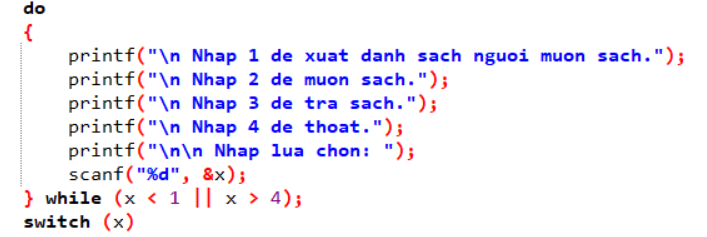 do
{
    printf("\n Nhap 1 de xuat danh sach nguoi muon sach.");
    printf("\n Nhap 2 de muon sach.");
    printf("\n Nhap 3 de tra sach.");
    printf("\n Nhap 4 de thoat.");
    printf("\n\n Nhap lua chon: ");
    scanf("%d", &x);
} while (x < 1 || x > 4);
switch (x)